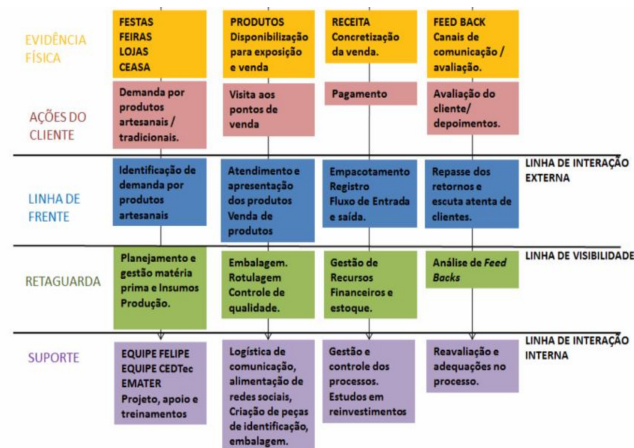 EVIDÊNCIA
FÍSICA
FESTAS
FEIRAS
LOJAS
CEASA
PRODUTOS
Disponibilização
para exposição
e venda
RECEITA
Concretização
da venda.
FEED BACK
Canais de
comunicação /
avaliação.
AÇÕES DO
CLIENTE
Demanda por
produtos
artesanais /
tradicionais.
Visita aos
pontos de
venda
Pagamento
Avaliação do
cliente/
depoimentos.
LINHA DE INTERAÇÃO
EXTERNA
LINHA DE
FRENTE
Identificação de
demanda por
produtos
artesanais
Atendimento e
apresentação
dos produtos
Venda de
produtos
Empacotamento
Registro
Fluxo de Entrada
e saída.
Repasse dos
retornos e
escuta atenta de
clientes.
LINHA DE VISIBILIDADE
RETAGUARDA
Planejamento e
gestão matéria
prima e Insumos
Produção.
Embalagem.
Rotulagem
Controle de
qualidade.
Gestão de
Recursos
Financeiros e
estoque.
Análise de Feed
Backs
LINHA DE INTERAÇÃO
INTERNA
SUPORTE
EQUIPE FELIPE
EQUIPE CEDTec
EMATER
Projeto, apoio e
treinamentos
Logística de
comunicação,
alimentação de
redes sociais,
Criação de peças
de identificação,
embalagem.
Gestão e
controle dos
processos.
Estudos em
reinvestimentos
Reavaliação e
adequações no
processo.